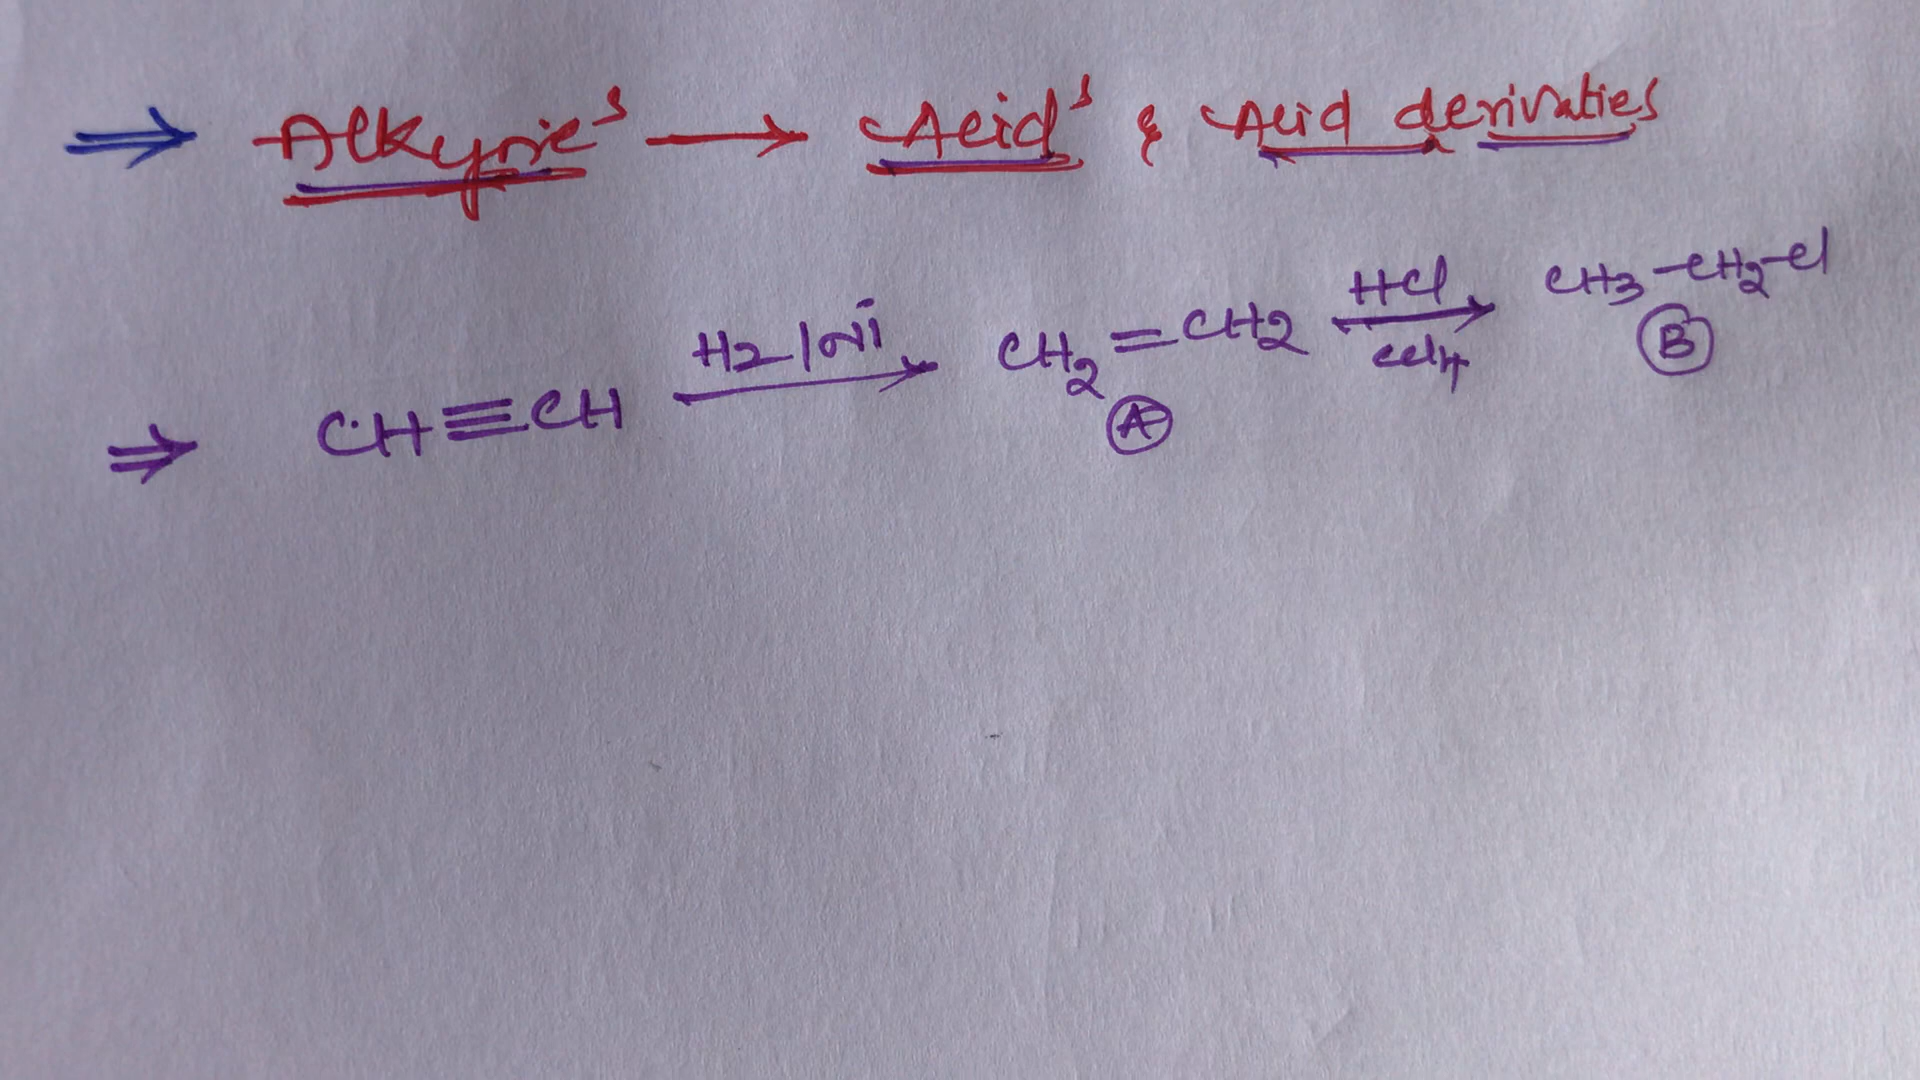 ⇒ Alkyne's → Acid's & Acid derivaties
⇒ CH≡CH H2/Ni → CH2=CH2 HCl → CCl4 CH3-CH2-Cl
A B